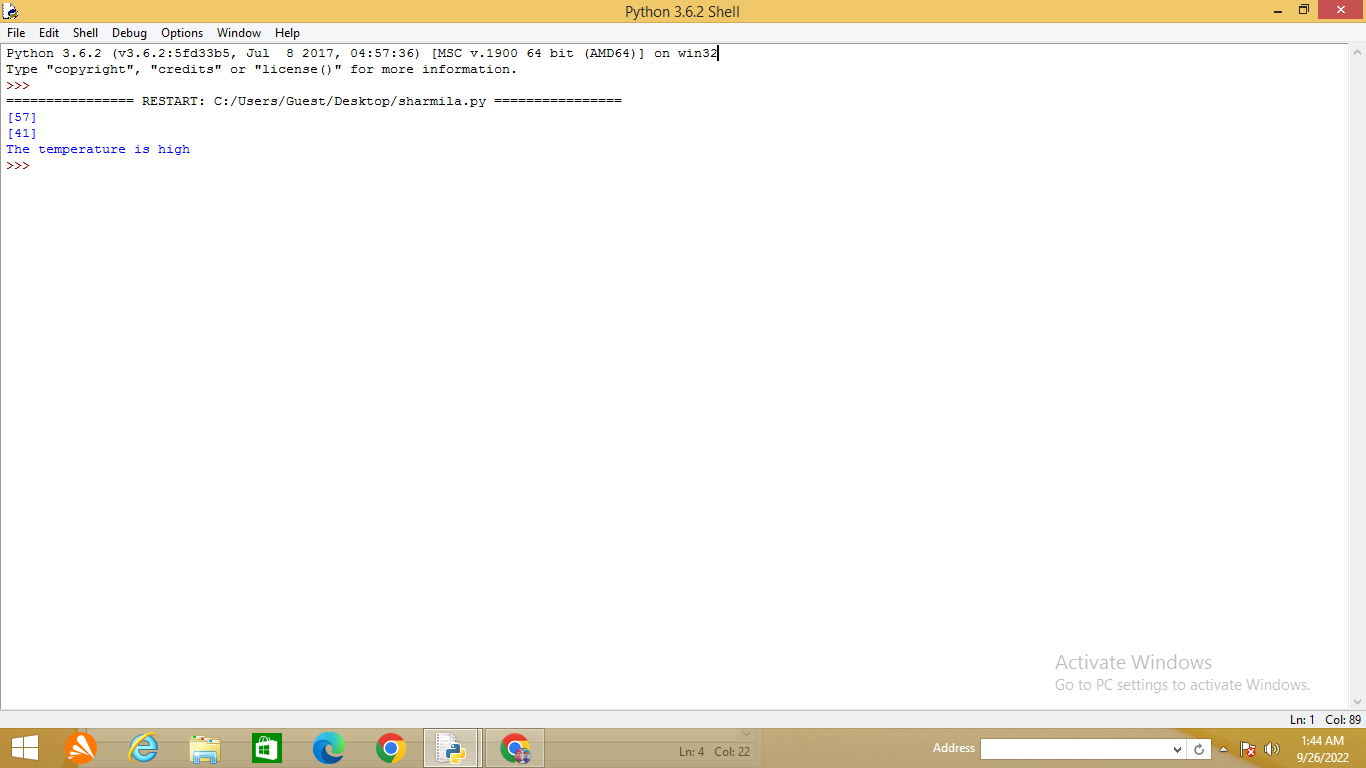 Python 3.6.2 Shell
File Edit Shell Debug Options Window Help
Python 3.6.2 (v3.6.2:5fd33b5, Jul  8 2017, 04:57:36) [MSC v.1900 64 bit (AMD64)] on win32
Type "copyright", "credits" or "license()" for more information.
>>>
================ RESTART: C:/Users/Guest/Desktop/sharmila.py ================
[57]
[41]
The temperature is high
>>>
Activate Windows
Go to PC settings to activate Windows.
Ln: 1 Col: 89
Ln: 4 Col: 22
Address
1:44 AM
9/26/2022